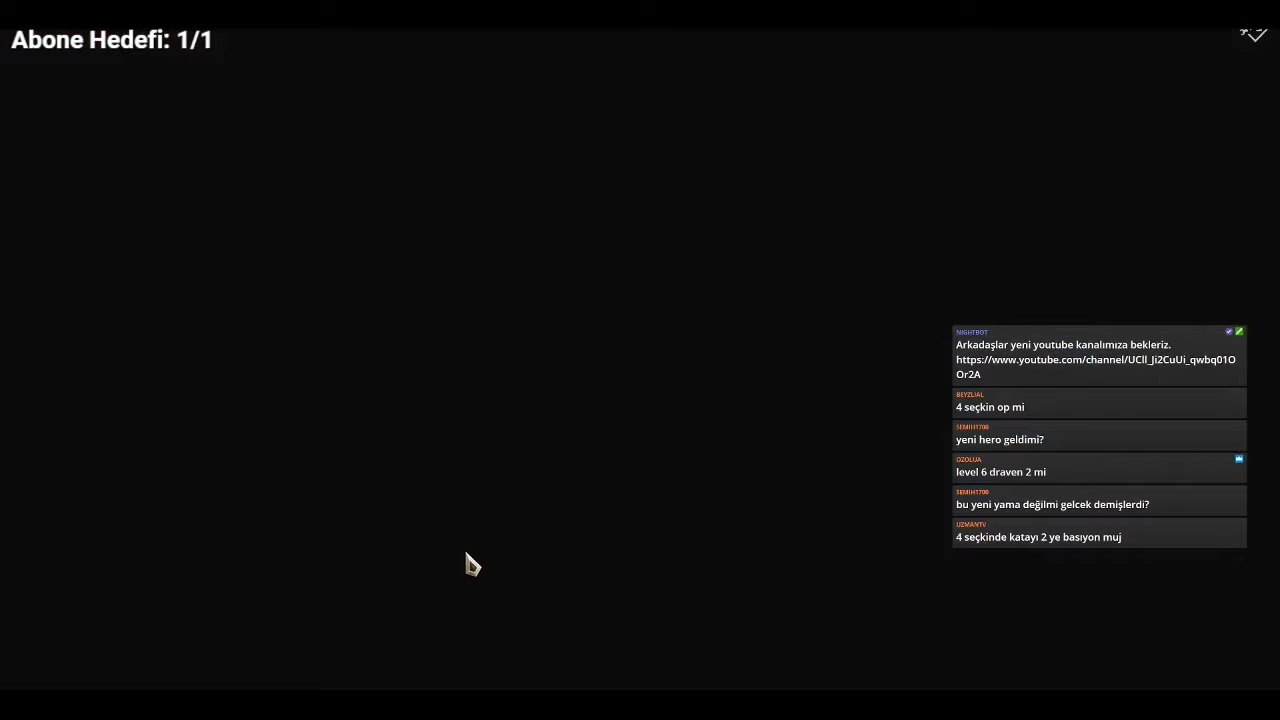 Abone Hedefi: 1/1
NIGHTBOT
Arkadaşlar yeni youtube kanalımıza bekleriz.
https://www.youtube.com/channel/UCll_Ji2CuUi_qwbq01O
Or2A
BEYZLIAL
4 seçkin op mi
SEMIH1700
yeni hero geldimi?
OZOLUA
level 6 draven 2 mi
SEMIH1700
bu yeni yama değilmi gelcek demişlerdi?
UZMANTV
4 seçkinde katayı 2 ye basıyon muj